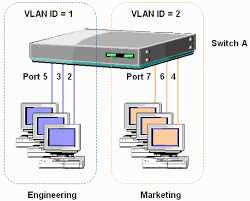 VLAN ID = 1 VLAN ID = 2
Switch A
Port 5 3 2 Port 7 6 4
Engineering Marketing